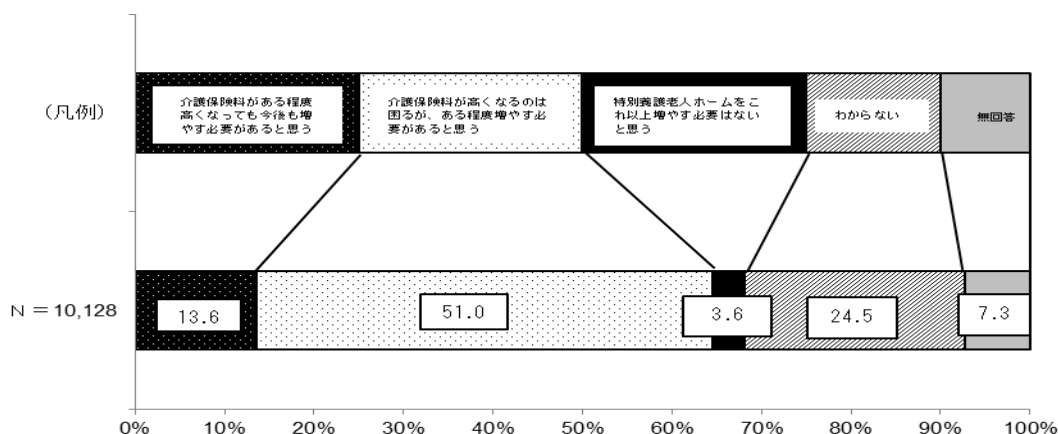 （凡例）
介護保険料がある程度
高くなっても今後も増
やす必要があると思う
介護保険料が高くなるのは
困るが、ある程度増やす必
要があると思う
特別養護老人ホームをこ
れ以上増やす必要はない
と思う
わからない
無回答
N＝10,128
13.6
51.0
3.6
24.5
7.3
0%
10%
20%
30%
40%
50%
60%
70%
80%
90%
100%